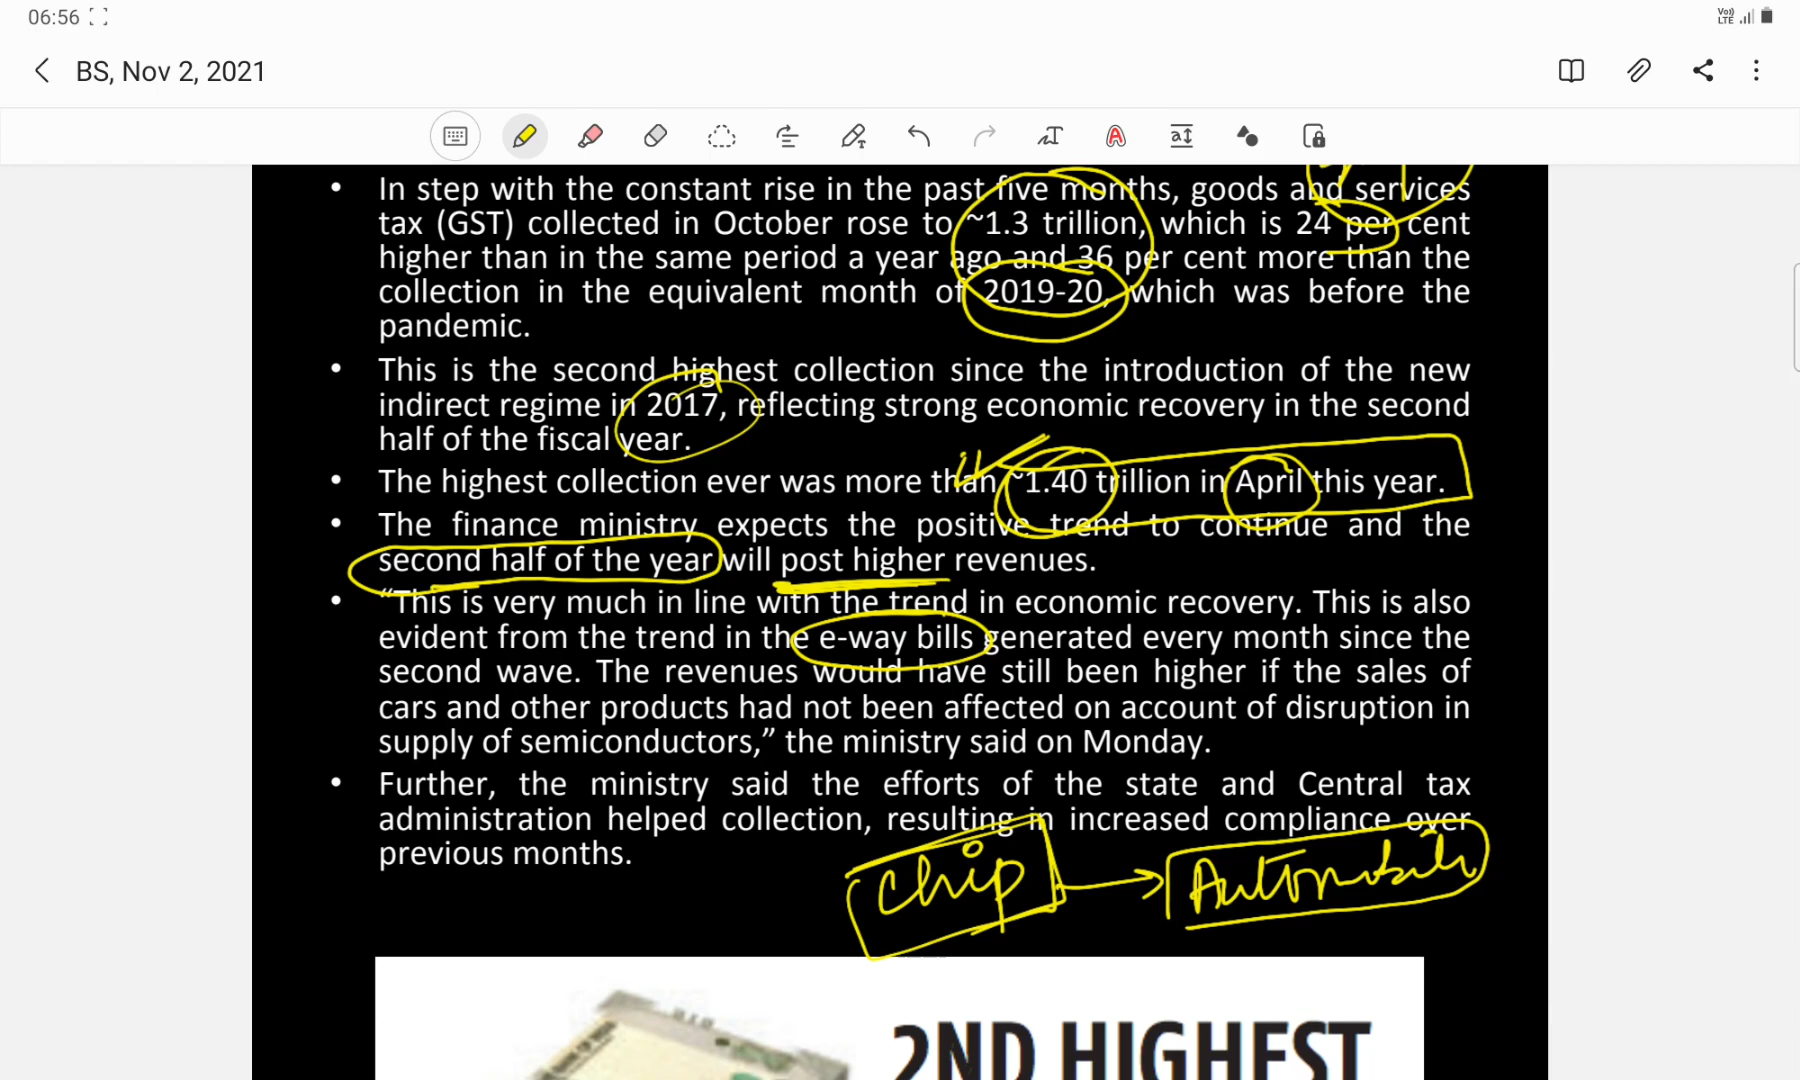 06:56
Vo)) LTE
BS, Nov 2, 2021
• In step with the constant rise in the past five months, goods and services
tax (GST) collected in October rose to ~1.3 trillion, which is 24 per cent
higher than in the same period a year ago and 36 per cent more than the
collection in the equivalent month of 2019-20, which was before the
pandemic.
• This is the second highest collection since the introduction of the new
indirect regime in 2017, reflecting strong economic recovery in the second
half of the fiscal year.
• The highest collection ever was more than ~1.40 trillion in April this year.
• The finance ministry expects the positive trend to continue and the
second half of the year will post higher revenues.
• “This is very much in line with the trend in economic recovery. This is also
evident from the trend in the e-way bills generated every month since the
second wave. The revenues would have still been higher if the sales of
cars and other products had not been affected on account of disruption in
supply of semiconductors,” the ministry said on Monday.
• Further, the ministry said the efforts of the state and Central tax
administration helped collection, resulting in increased compliance over
previous months.
Chip → Automobile
2ND HIGHEST